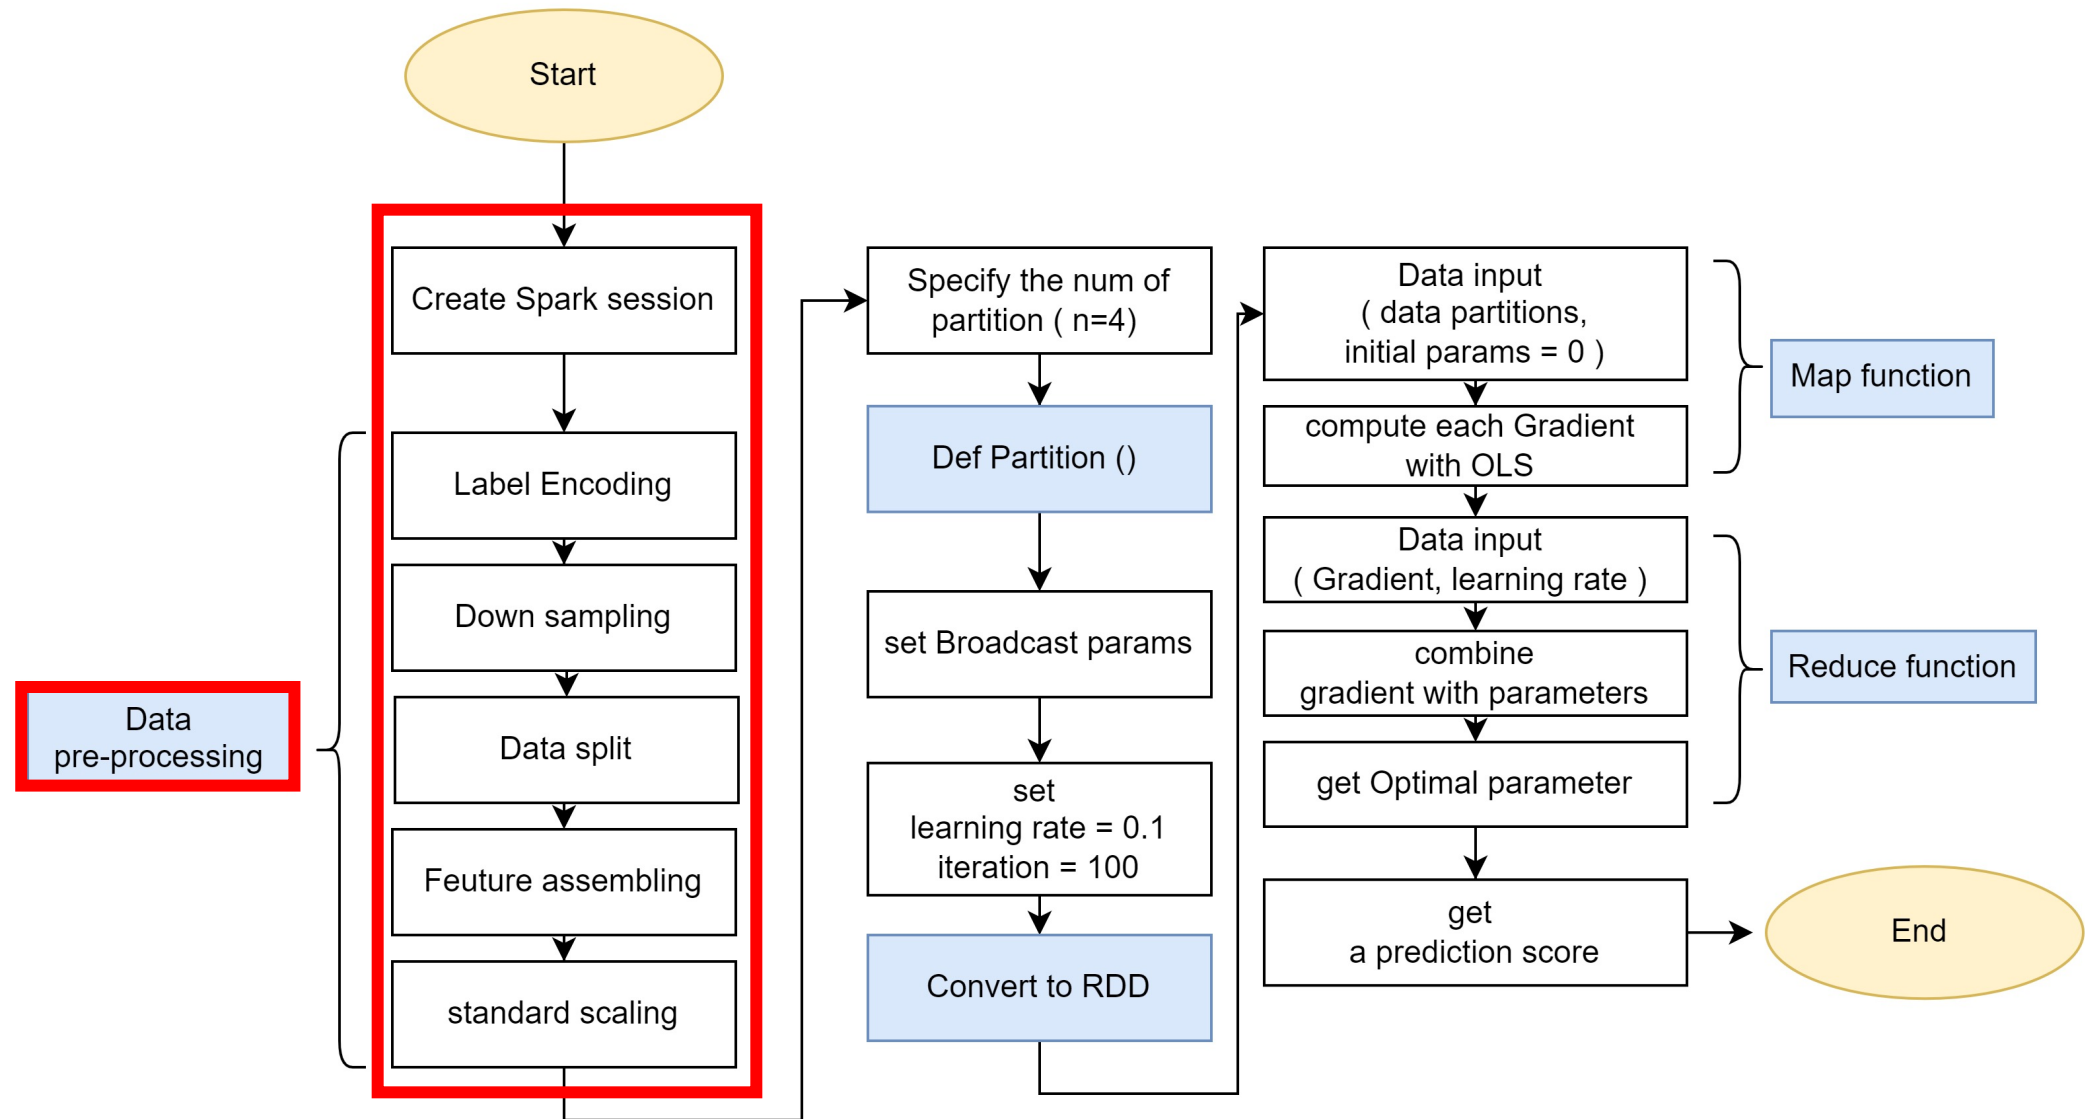 Start
Create Spark session
Label Encoding
Down sampling
Data split
Feuture assembling
standard scaling
Data
pre-processing
Specify the num of
partition ( n=4)
Def Partition ()
set Broadcast params
set
learning rate = 0.1
iteration = 100
Convert to RDD
Data input
( data partitions,
initial params = 0 )
compute each Gradient
with OLS
Map function
Data input
( Gradient, learning rate )
combine
gradient with parameters
get Optimal parameter
Reduce function
get
a prediction score
End